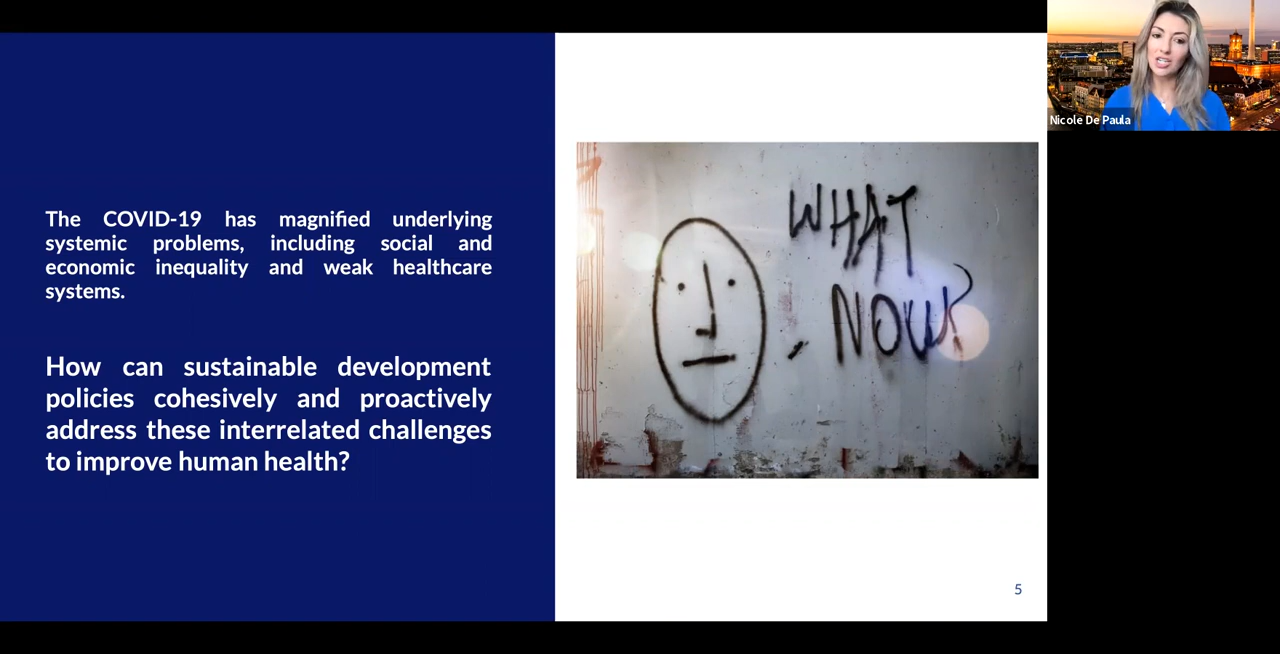 The COVID-19 has magnified underlying
systemic problems, including social and
economic inequality and weak healthcare
systems.
How can sustainable development
policies cohesively and proactively
address these interrelated challenges
to improve human health?
WHAT
NOW?
5
Nicole De Paula